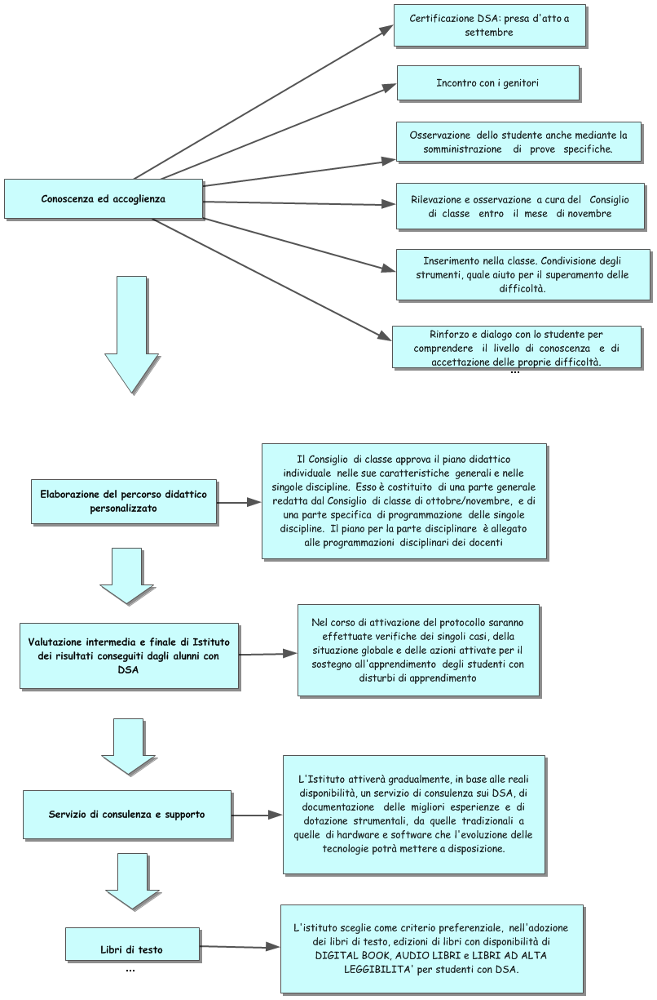 Certificazione DSA: presa d'atto a
settembre
Incontro con i genitori
Osservazione dello studente anche mediante la
somministrazione di prove specifiche.
Conoscenza ed accoglienza
Rilevazione e osservazione a cura del Consiglio
di classe entro il mese di novembre
Inserimento nella classe. Condivisione degli
strumenti, quale aiuto per il superamento delle
difficoltà.
Rinforzo e dialogo con lo studente per
comprendere il livello di conoscenza e di
accettazione delle proprie difficoltà.
...
Elaborazione del percorso didattico
personalizzato
Il Consiglio di classe approva il piano didattico
individuale nelle sue caratteristiche generali e nelle
singole discipline. Esso è costituito di una parte generale
redatta dal Consiglio di classe di ottobre/novembre, e di
una parte specifica di programmazione delle singole
discipline. Il piano per la parte disciplinare è allegato
alle programmazioni disciplinari dei docenti
Valutazione intermedia e finale di Istituto
dei risultati conseguiti dagli alunni con
DSA
Nel corso di attivazione del protocollo saranno
effettuate verifiche dei singoli casi, della
situazione globale e delle azioni attivate per il
sostegno all'apprendimento degli studenti con
disturbi di apprendimento
Servizio di consulenza e supporto
L'Istituto attiverà gradualmente, in base alle reali
disponibilità, un servizio di consulenza sui DSA, di
documentazione delle migliori esperienze e di
dotazione strumentali, da quelle tradizionali a
quelle di hardware e software che l'evoluzione delle
tecnologie potrà mettere a disposizione.
Libri di testo
...
L'istituto sceglie come criterio preferenziale, nell'adozione
dei libri di testo, edizioni di libri con disponibilità di
DIGITAL BOOK, AUDIO LIBRI e LIBRI AD ALTA
LEGGIBILITA' per studenti con DSA.